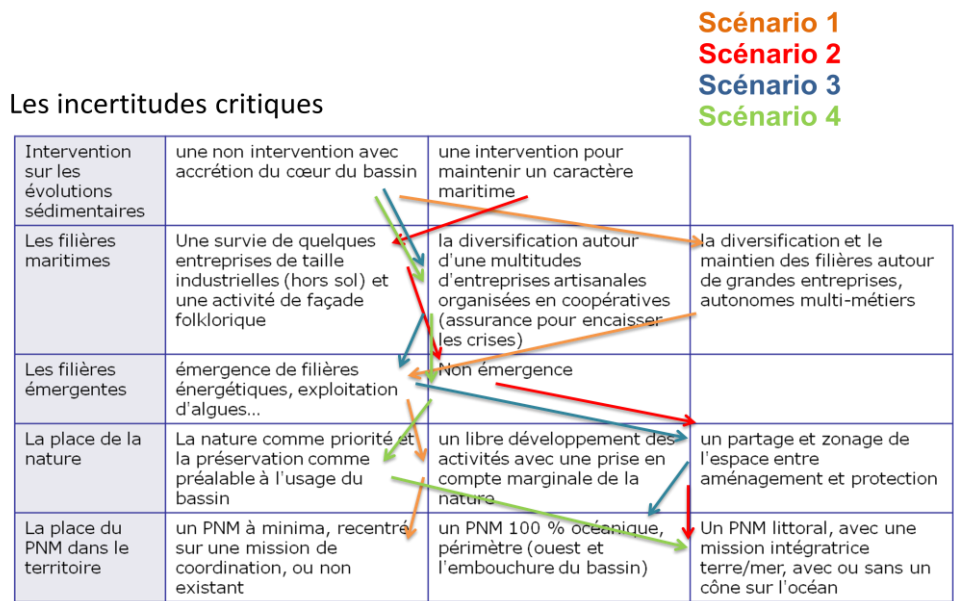 Scénario 1
Scénario 2
Scénario 3
Scénario 4
Les incertitudes critiques
Intervention
sur les
évolutions
sédimentaires
une non intervention avec
accrétion du cœur du bassin
une intervention pour
maintenir un caractère
maritime
Les filières
maritimes
Une survie de quelques
entreprises de taille
industrielles (hors sol) et
une activité de façade
folklorique
la diversification autour
d'une multitudes
d'entreprises artisanales
organisées en coopératives
(assurance pour encaisser
les crises)
la diversification et le
maintien des filières autour
de grandes entreprises,
autonomes multi-métiers
Les filières
émergentes
émergence de filières
énergétiques, exploitation
d'algues...
Non émergence
La place de la
nature
La nature comme priorité et
la préservation comme
préalable à l'usage du
bassin
un libre développement des
activités avec une prise en
compte marginale de la
nature
un partage et zonage de
l'espace entre
aménagement et protection
La place du
PNM dans le
territoire
un PNM à minima, recentré
sur une mission de
coordination, ou non
existant
un PNM 100 % océanique,
périmètre (ouest et
l'embouchure du bassin)
Un PNM littoral, avec une
mission intégratrice
terre/mer, avec ou sans un
cône sur l'océan